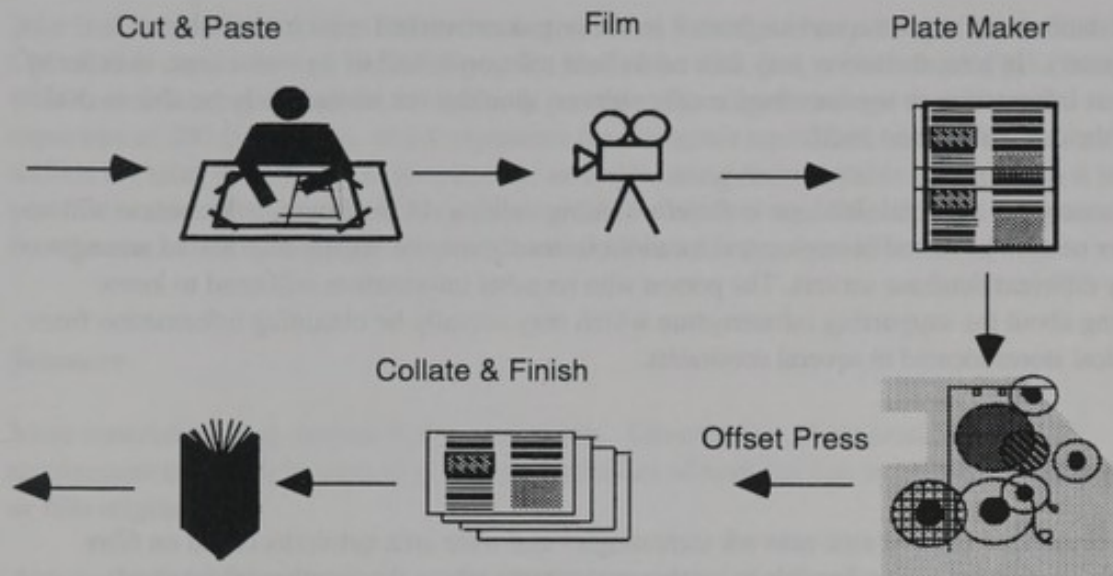 Cut & Paste
Film
Plate Maker
Collate & Finish
Offset Press